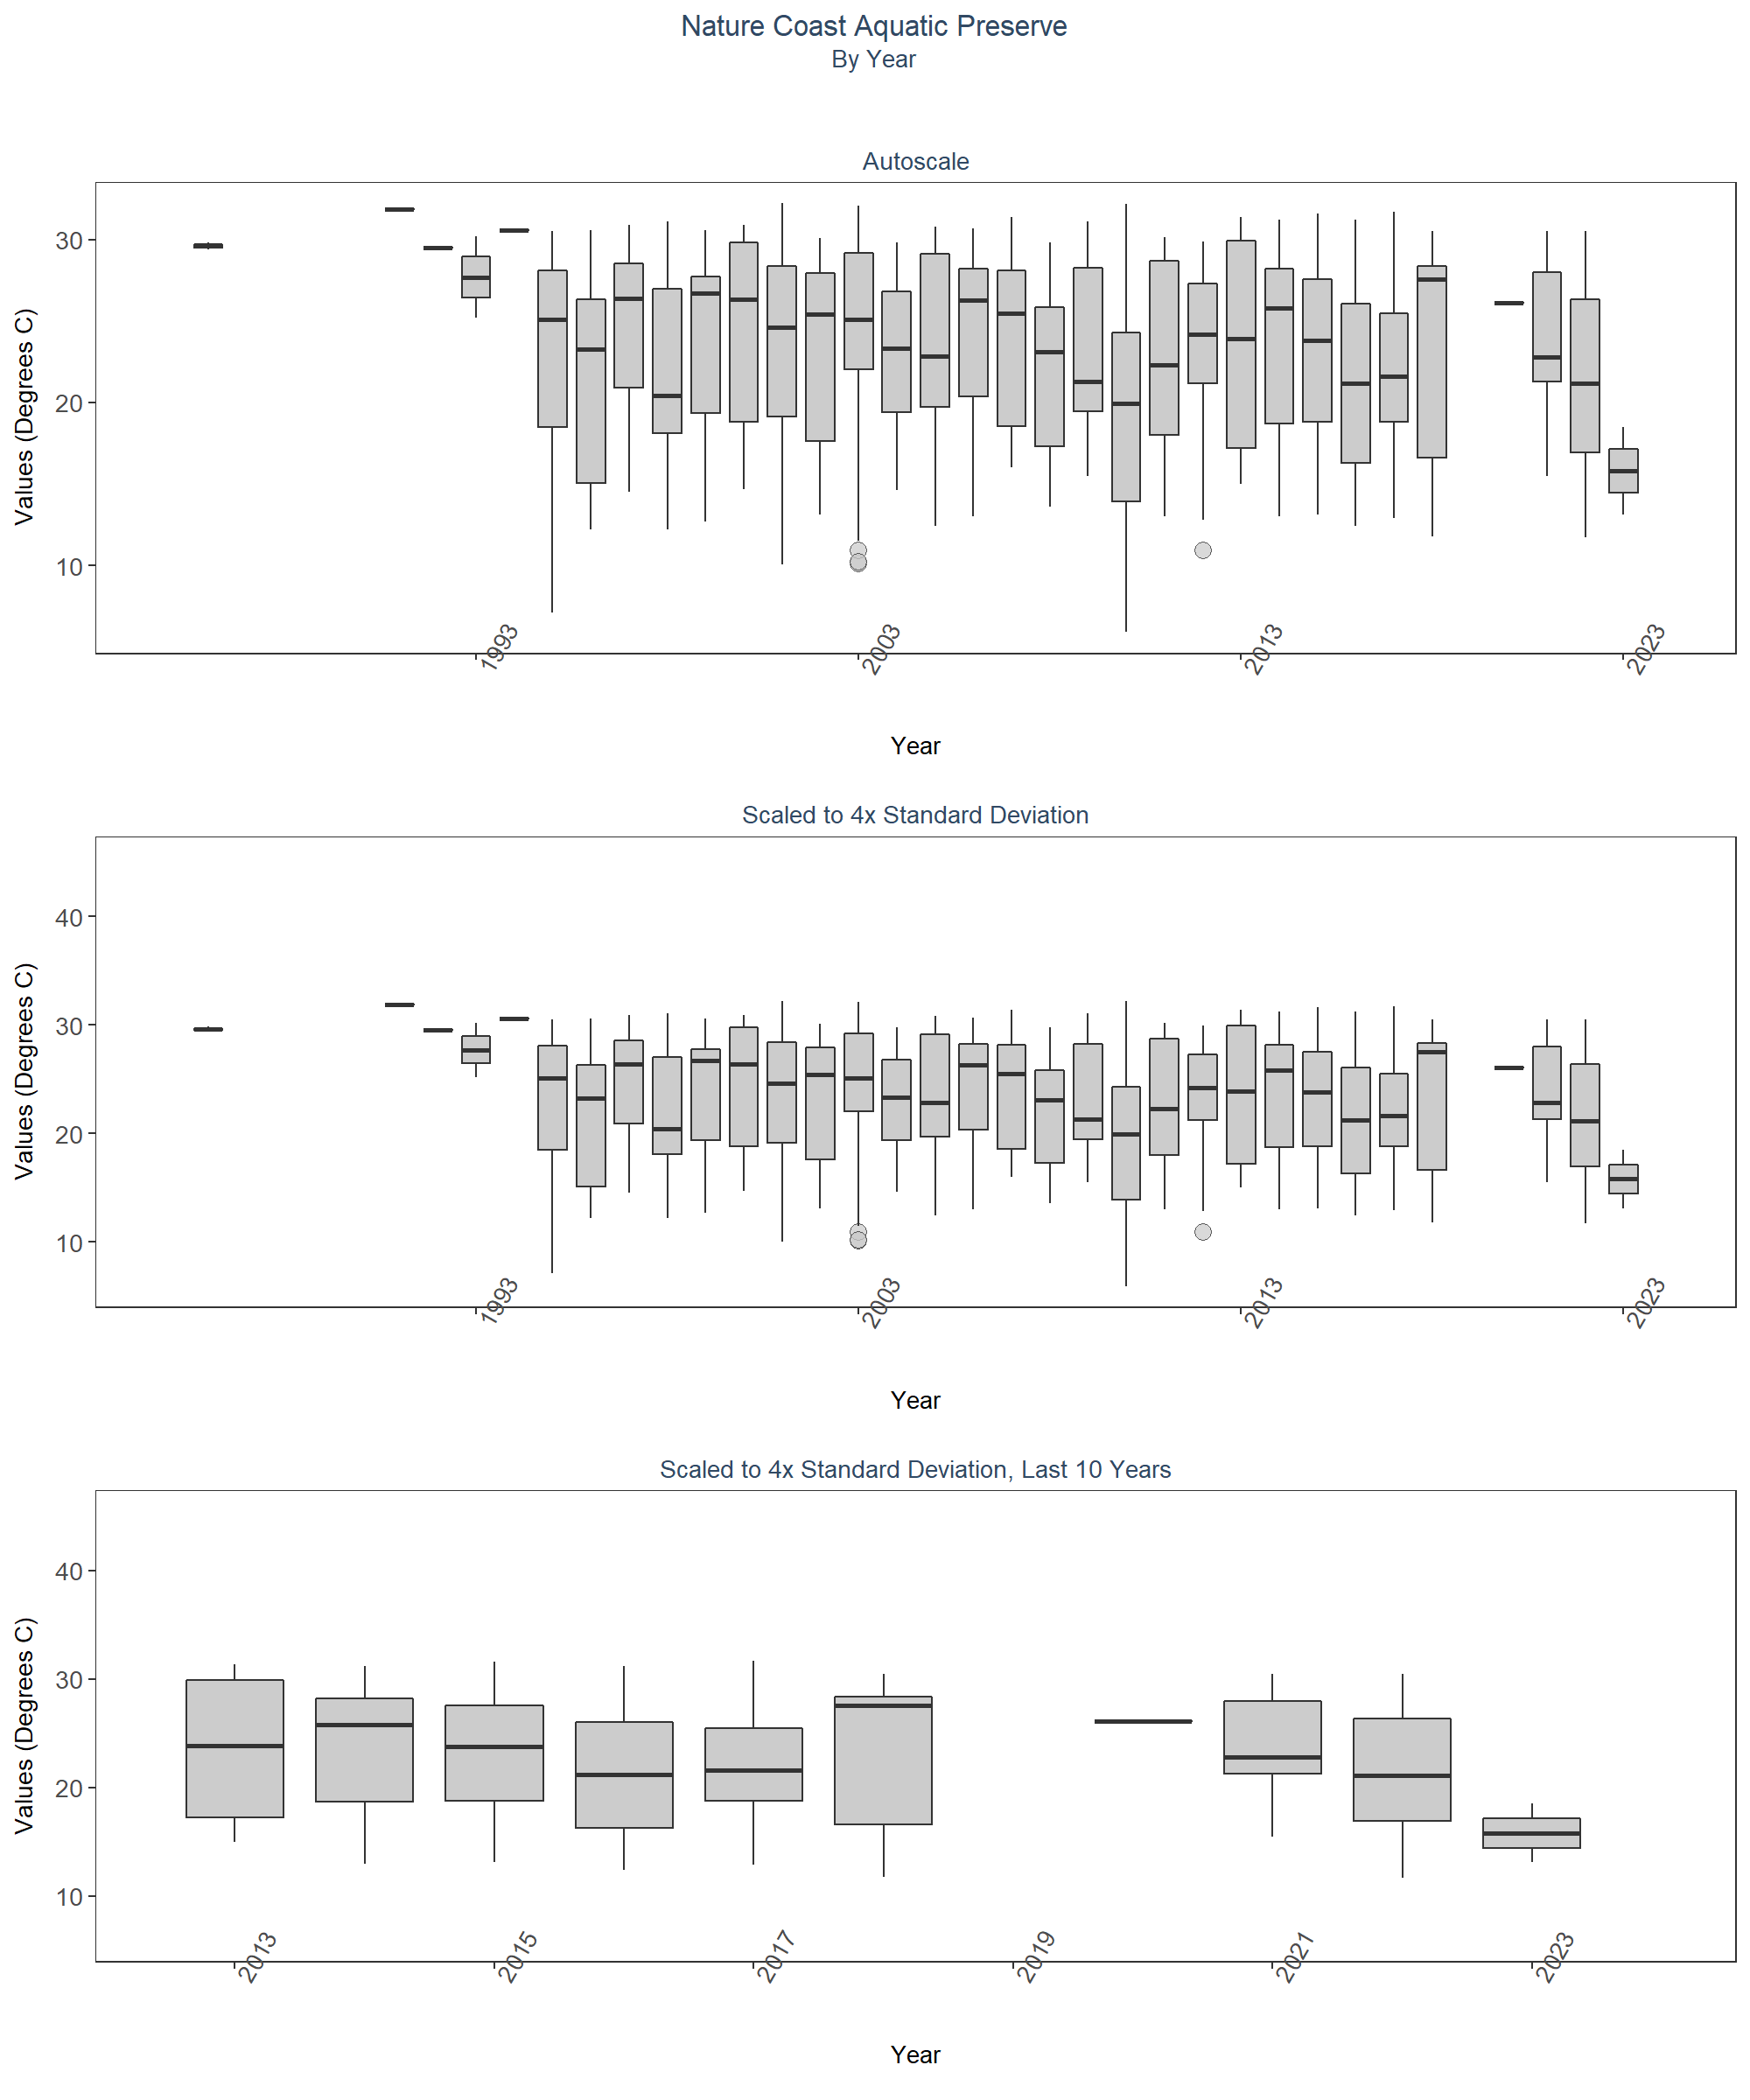 Nature Coast Aquatic Preserve
By Year
Autoscale
Values (Degrees C)
30
20
10
1993
2003
2013
2023
Year
Scaled to 4x Standard Deviation
Values (Degrees C)
40
30
20
10
1993
2003
2013
2023
Year
Scaled to 4x Standard Deviation, Last 10 Years
Values (Degrees C)
40
30
20
10
2013
2015
2017
2019
2021
2023
Year